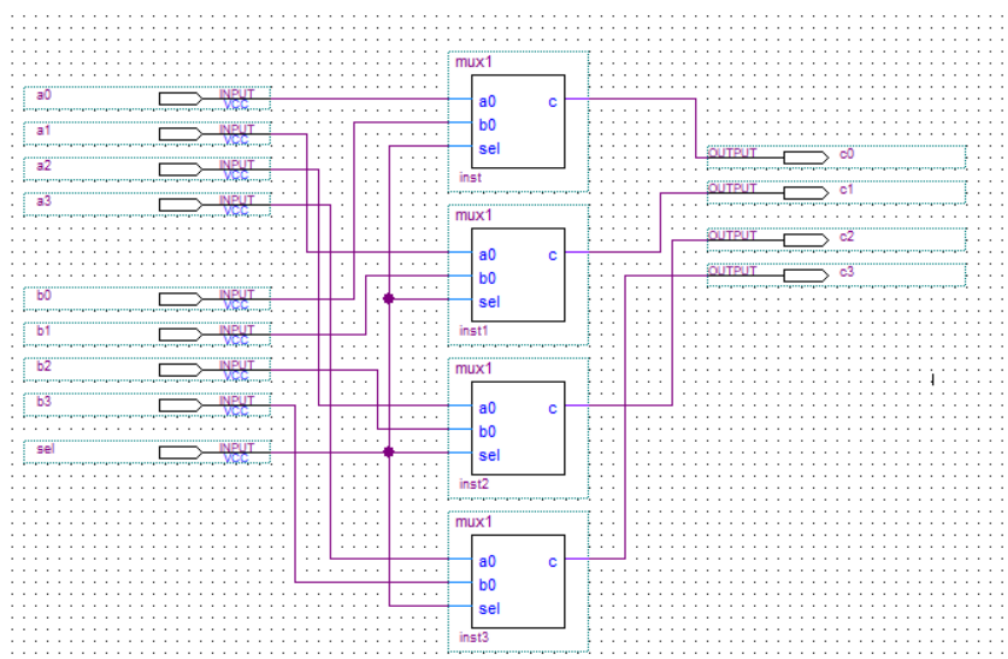 a0 INPUT VCC
a1 INPUT VCC
a2 INPUT VCC
a3 INPUT VCC
b0 INPUT VCC
b1 INPUT VCC
b2 INPUT VCC
b3 INPUT VCC
sel INPUT VCC
mux1
a0 c
b0
sel
inst
mux1
a0 c
b0
sel
inst1
mux1
a0 c
b0
sel
inst2
mux1
a0 c
b0
sel
inst3
OUTPUT c0
OUTPUT c1
OUTPUT c2
OUTPUT c3